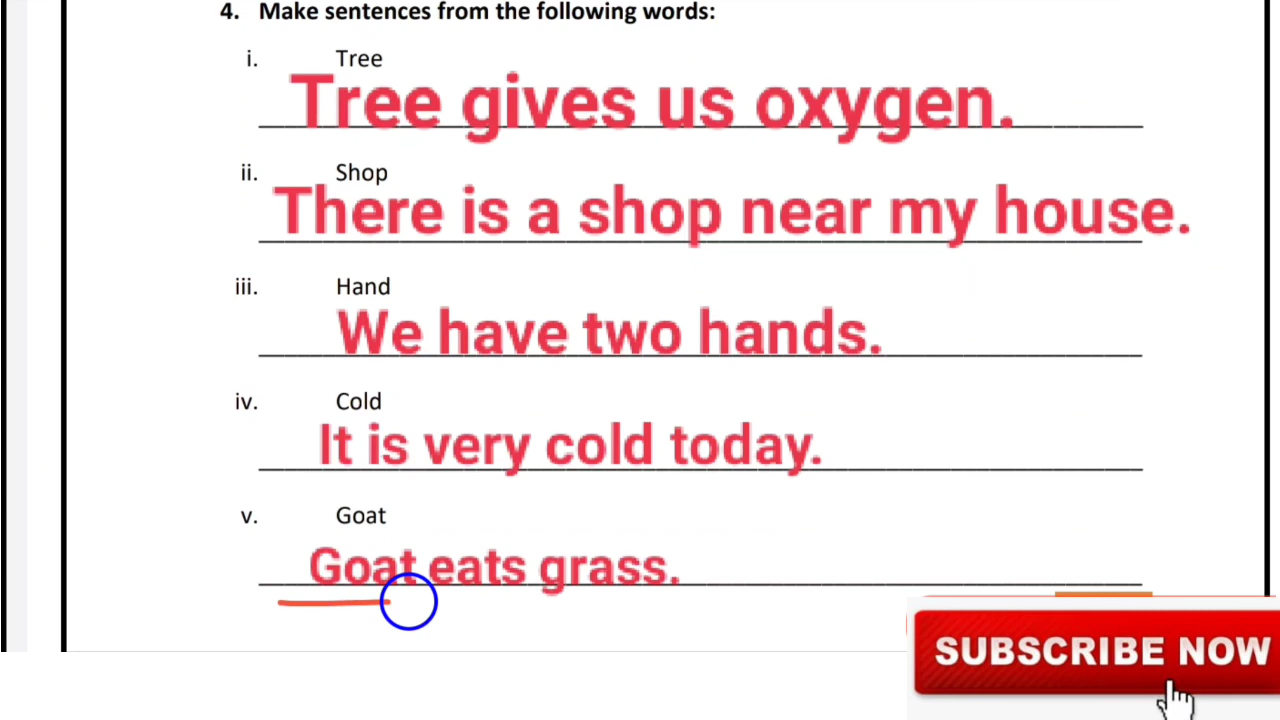 4. Make sentences from the following words:
i. Tree
Tree gives us oxygen.
ii. Shop
There is a shop near my house.
iii. Hand
We have two hands.
iv. Cold
It is very cold today.
v. Goat
Goat eats grass.
SUBSCRIBE NOW